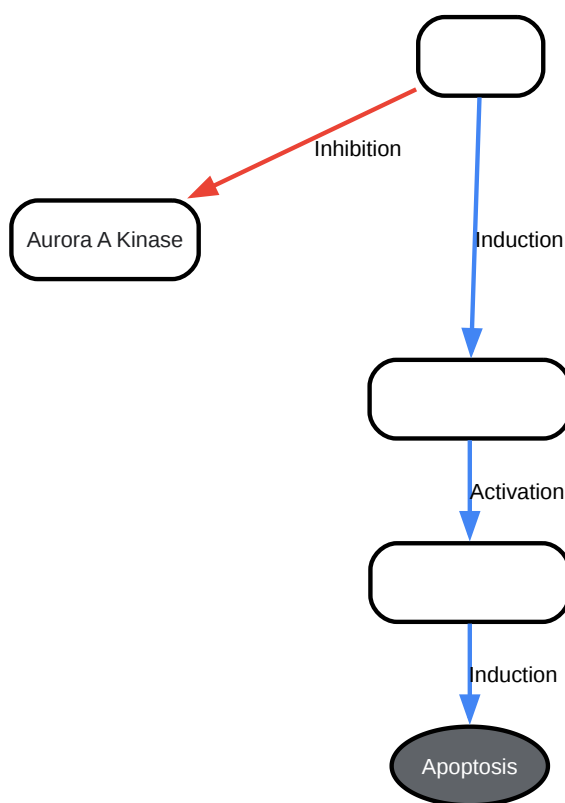 Inhibition
Aurora A Kinase
Induction
Activation
Induction
Apoptosis